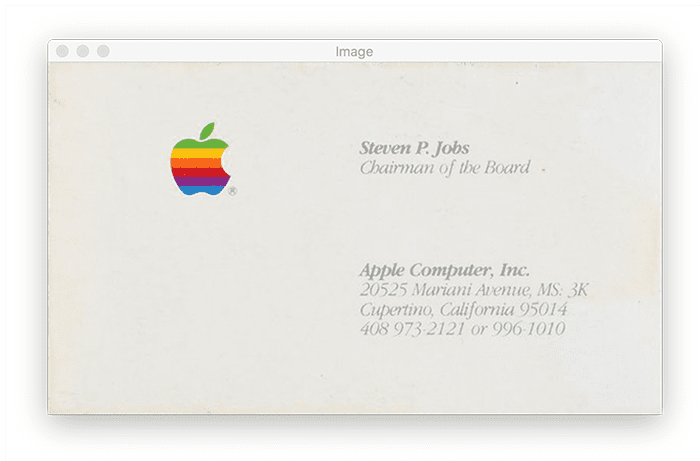 Image
Steven P. Jobs
Chairman of the Board
Apple Computer, Inc.
20525 Mariani Avenue, MS: 3K
Cupertino, California 95014
408 973-2121 or 996-1010
®